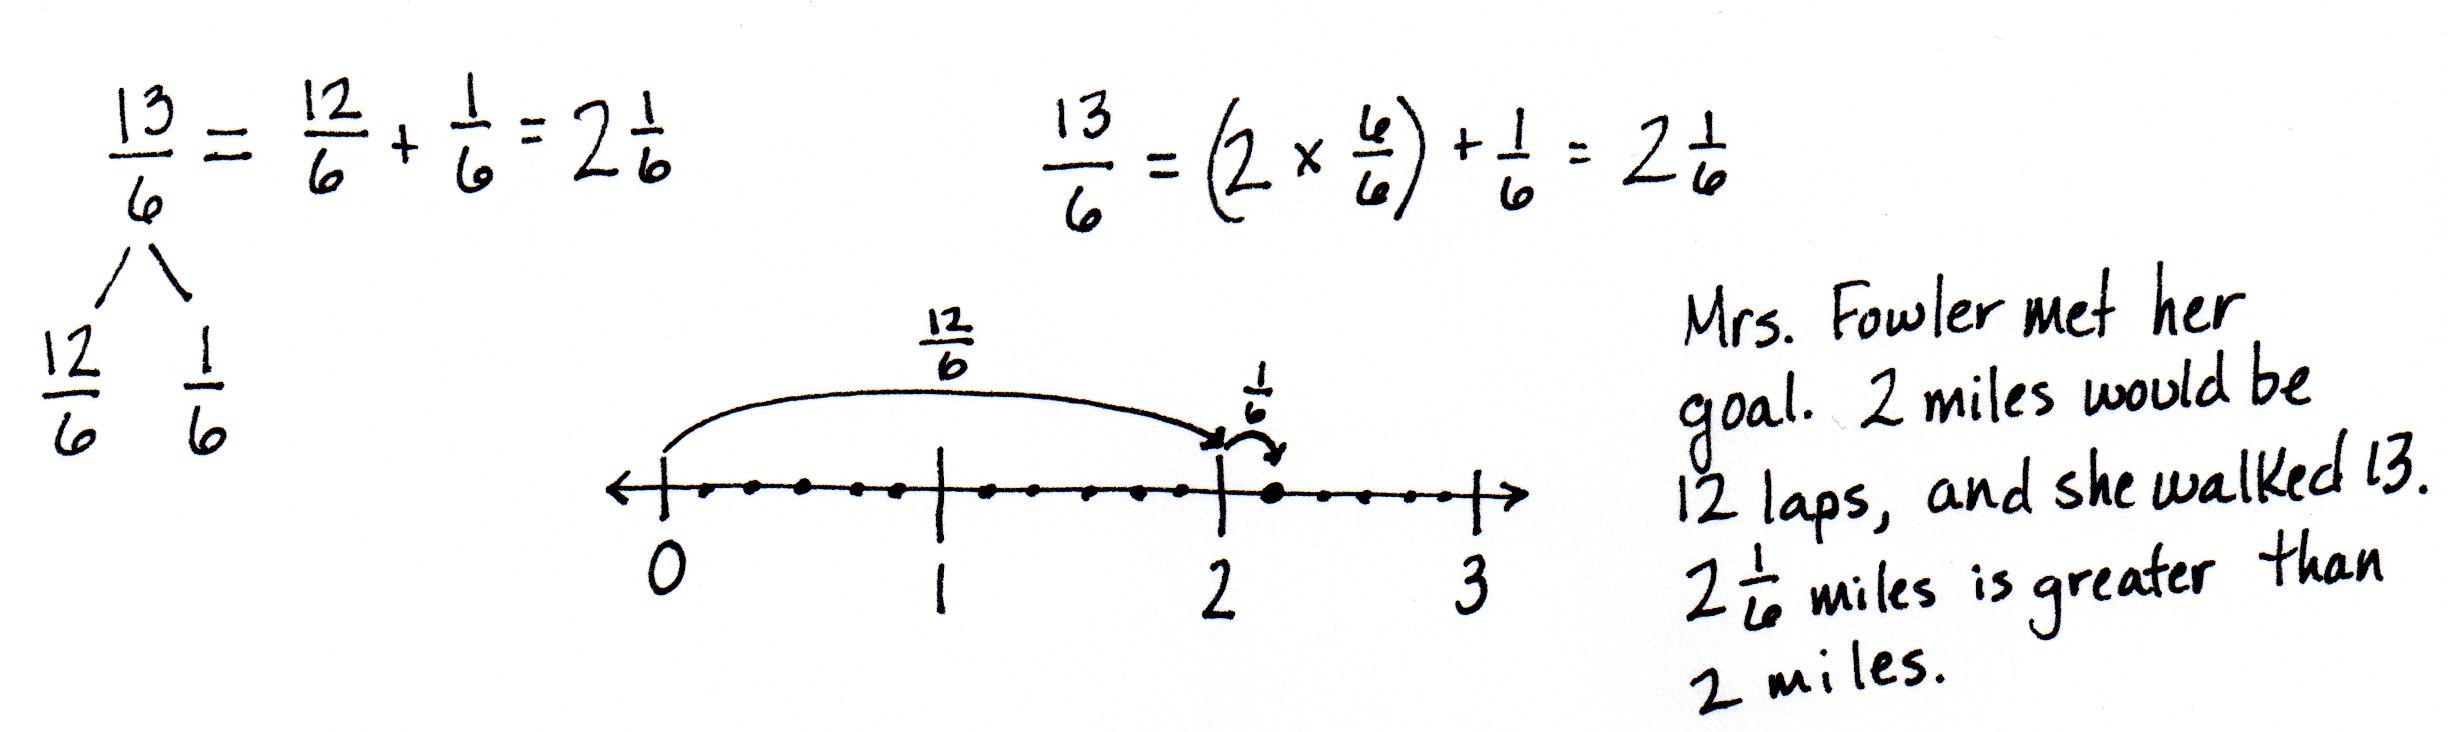 13/6 = 12/6 + 1/6 = 2 1/6
12/6 1/6
13/6 = (2 × 6/6) + 1/6 = 2 1/6
12/6 1/6
0 1 2 3
Mrs. Fowler met her
goal. 2 miles would be
12 laps, and she walked 13.
2 1/6 miles is greater than
2 miles.